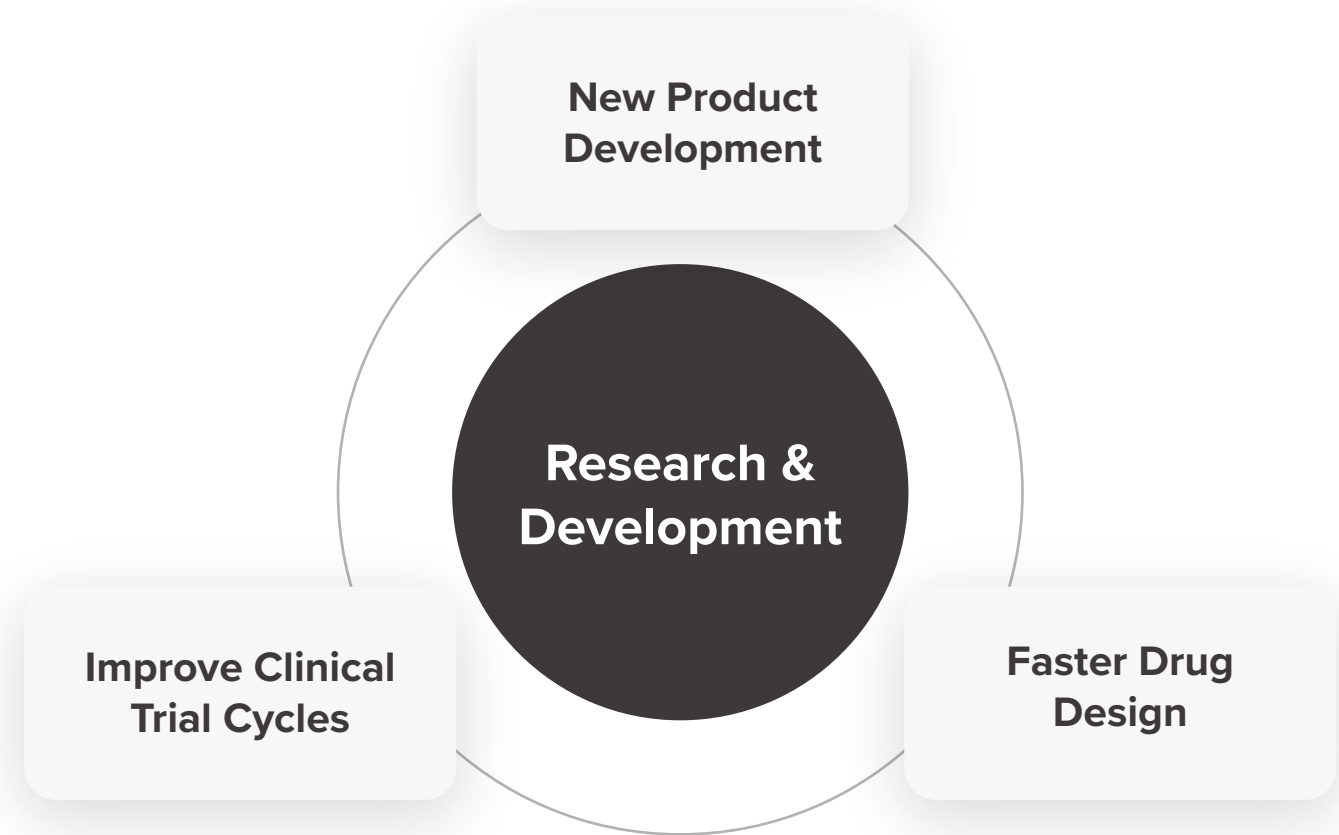 New Product
Development
Research &
Development
Improve Clinical
Trial Cycles
Faster Drug
Design